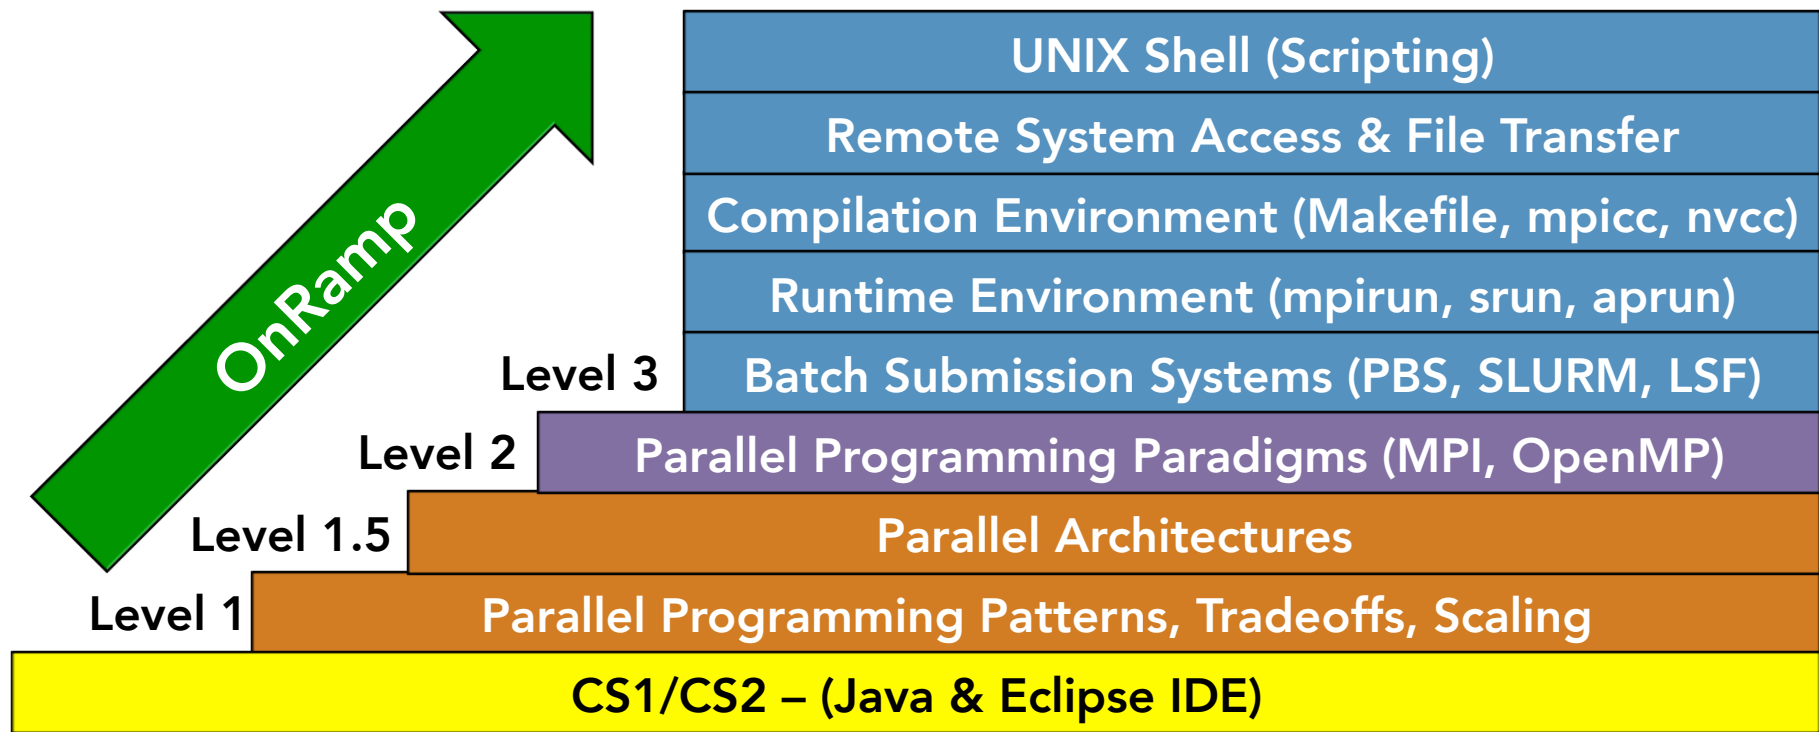 UNIX Shell (Scripting)
Remote System Access & File Transfer
Compilation Environment (Makefile, mpicc, nvcc)
OnRamp
Runtime Environment (mpirun, srun, aprun)
Level 3
Batch Submission Systems (PBS, SLURM, LSF)
Level 2
Parallel Programming Paradigms (MPI, OpenMP)
Level 1.5
Parallel Architectures
Level 1
Parallel Programming Patterns, Tradeoffs, Scaling
CS1/CS2 – (Java & Eclipse IDE)